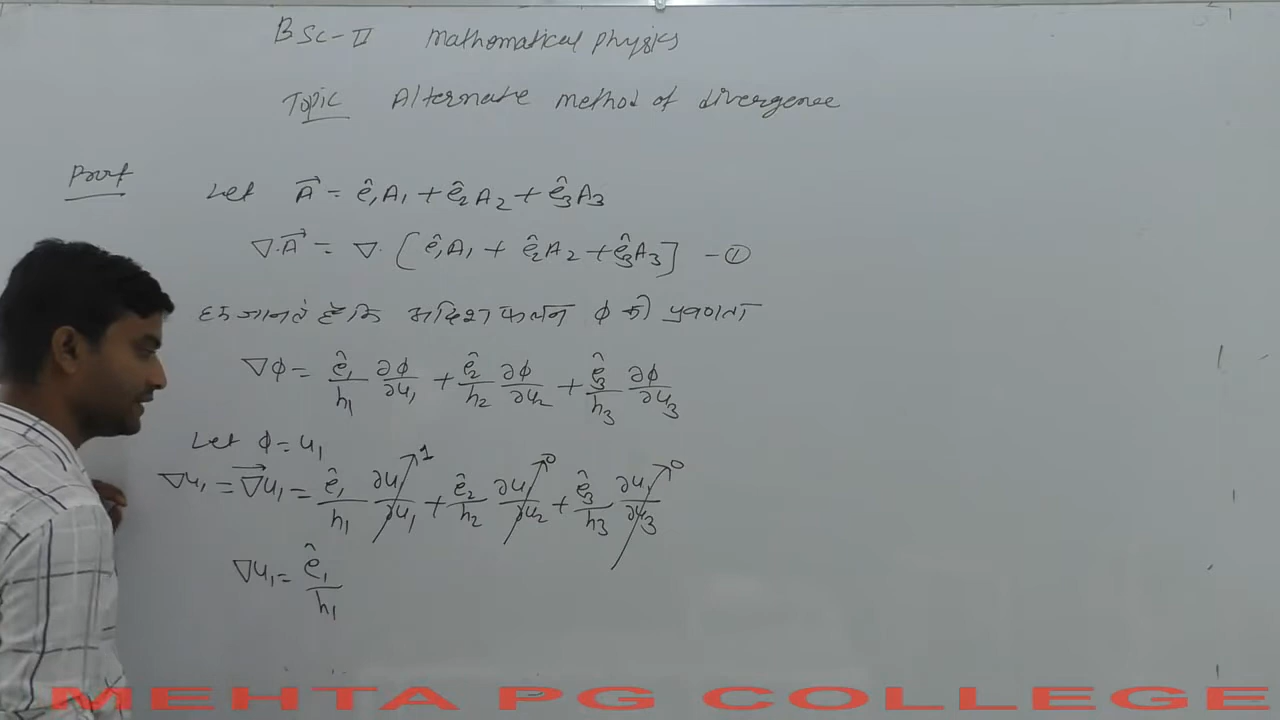 BSc-II Mathematical physics
Topic Alternate method of divergence
Proof
Let A⃗ = ê₁A₁ + ê₂A₂ + ê₃A₃
∇·A⃗ = ∇·[ê₁A₁ + ê₂A₂ + ê₃A₃] -①
हम जानते हैं कि अदिश फलन ϕ की प्रवणता
∇ϕ = ê₁/h₁ ∂ϕ/∂u₁ + ê₂/h₂ ∂ϕ/∂u₂ + ê₃/h₃ ∂ϕ/∂u₃
Let ϕ = u₁
∇u₁ = ∇⃗u₁ = ê₁/h₁ ∂u₁/∂u₁ ↗1 + ê₂/h₂ ∂u₁/∂u₂ ↗0 + ê₃/h₃ ∂u₁/∂u₃ ↗0
∇u₁ = ê₁/h₁
MEHTA PG COLLEGE